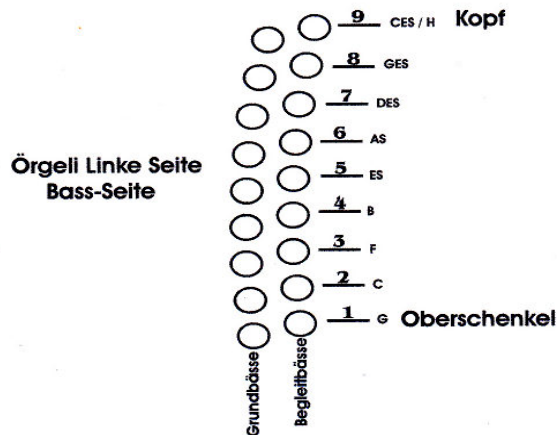 9 CES / H Kopf
8 GES
7 DES
6 AS
Örgeli Linke Seite
Bass-Seite
5 ES
4 B
3 F
2 C
1 G Oberschenkel
Grundbässe
Begleitbässe